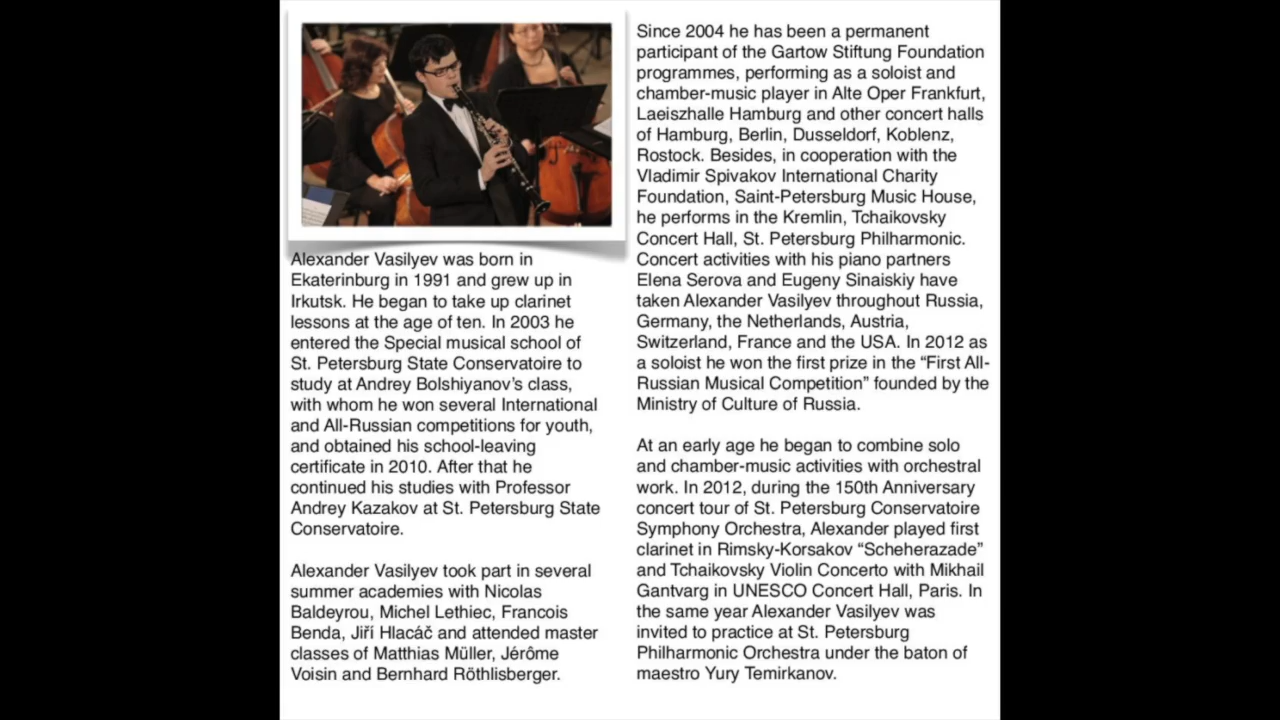 Alexander Vasilyev was born in
Ekaterinburg in 1991 and grew up in
Irkutsk. He began to take up clarinet
lessons at the age of ten. In 2003 he
entered the Special musical school of
St. Petersburg State Conservatoire to
study at Andrey Bolshiyanov’s class,
with whom he won several International
and All-Russian competitions for youth,
and obtained his school-leaving
certificate in 2010. After that he
continued his studies with Professor
Andrey Kazakov at St. Petersburg State
Conservatoire.
Alexander Vasilyev took part in several
summer academies with Nicolas
Baldeyrou, Michel Lethiec, Francois
Benda, Jiří Hlacáč and attended master
classes of Matthias Müller, Jérôme
Voisin and Bernhard Röthlisberger.
Since 2004 he has been a permanent
participant of the Gartow Stiftung Foundation
programmes, performing as a soloist and
chamber-music player in Alte Oper Frankfurt,
Laeiszhalle Hamburg and other concert halls
of Hamburg, Berlin, Dusseldorf, Koblenz,
Rostock. Besides, in cooperation with the
Vladimir Spivakov International Charity
Foundation, Saint-Petersburg Music House,
he performs in the Kremlin, Tchaikovsky
Concert Hall, St. Petersburg Philharmonic.
Concert activities with his piano partners
Elena Serova and Eugeny Sinaiskiy have
taken Alexander Vasilyev throughout Russia,
Germany, the Netherlands, Austria,
Switzerland, France and the USA. In 2012 as
a soloist he won the first prize in the “First All-
Russian Musical Competition” founded by the
Ministry of Culture of Russia.
At an early age he began to combine solo
and chamber-music activities with orchestral
work. In 2012, during the 150th Anniversary
concert tour of St. Petersburg Conservatoire
Symphony Orchestra, Alexander played first
clarinet in Rimsky-Korsakov “Scheherazade”
and Tchaikovsky Violin Concerto with Mikhail
Gantvarg in UNESCO Concert Hall, Paris. In
the same year Alexander Vasilyev was
invited to practice at St. Petersburg
Philharmonic Orchestra under the baton of
maestro Yury Temirkanov.